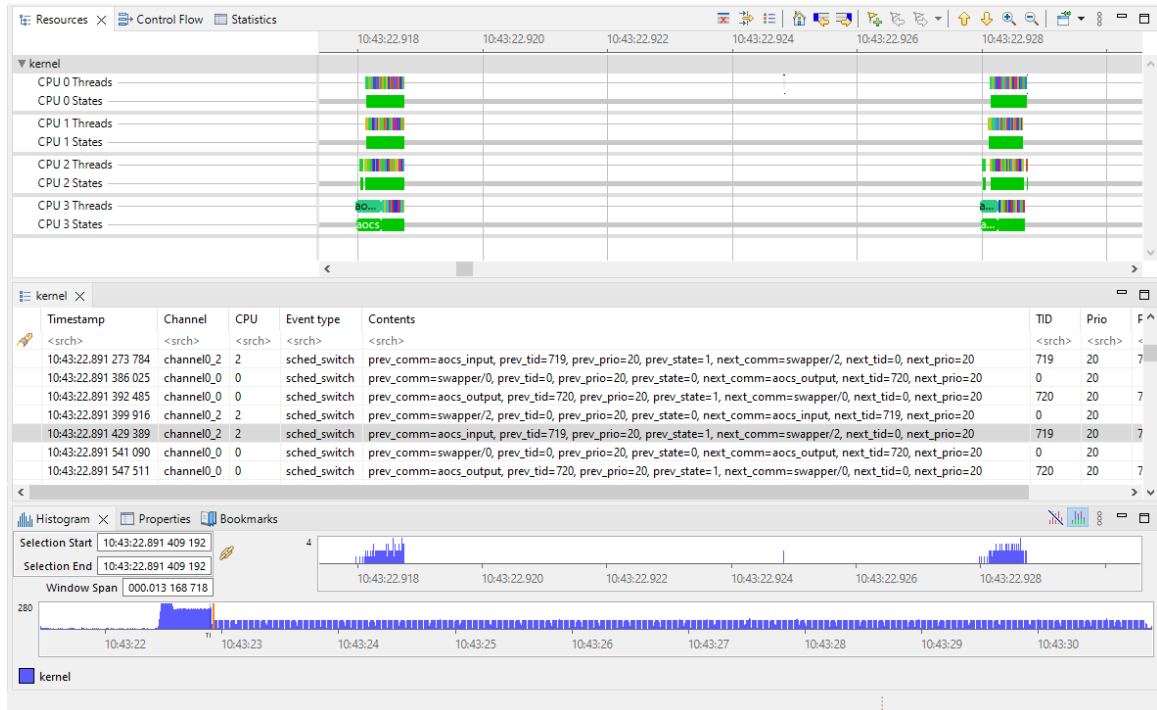 Resources Control Flow Statistics
10:43:22.918 10:43:22.920 10:43:22.922 10:43:22.924 10:43:22.926 10:43:22.928
kernel
CPU 0 Threads
CPU 0 States
CPU 1 Threads
CPU 1 States
CPU 2 Threads
CPU 2 States
CPU 3 Threads ao... a...
CPU 3 States aocs a...
kernel
Timestamp Channel CPU Event type Contents TID Prio P
<srch> <srch> <srch> <srch> <srch> <srch> <srch> <
10:43:22.891 273 784 channel0_2 2 sched_switch prev_comm=aocs_input, prev_tid=719, prev_prio=20, prev_state=1, next_comm=swapper/2, next_tid=0, next_prio=20 719 20 7
10:43:22.891 386 025 channel0_0 0 sched_switch prev_comm=swapper/0, prev_tid=0, prev_prio=20, prev_state=0, next_comm=aocs_output, next_tid=720, next_prio=20 0 20
10:43:22.891 392 485 channel0_0 0 sched_switch prev_comm=aocs_output, prev_tid=720, prev_prio=20, prev_state=1, next_comm=swapper/0, next_tid=0, next_prio=20 720 20 7
10:43:22.891 399 916 channel0_2 2 sched_switch prev_comm=swapper/2, prev_tid=0, prev_prio=20, prev_state=0, next_comm=aocs_input, next_tid=719, next_prio=20 0 20
10:43:22.891 429 389 channel0_2 2 sched_switch prev_comm=aocs_input, prev_tid=719, prev_prio=20, prev_state=1, next_comm=swapper/2, next_tid=0, next_prio=20 719 20 7
10:43:22.891 541 090 channel0_0 0 sched_switch prev_comm=swapper/0, prev_tid=0, prev_prio=20, prev_state=0, next_comm=aocs_output, next_tid=720, next_prio=20 0 20
10:43:22.891 547 511 channel0_0 0 sched_switch prev_comm=aocs_output, prev_tid=720, prev_prio=20, prev_state=1, next_comm=swapper/0, next_tid=0, next_prio=20 720 20 7
Histogram Properties Bookmarks
Selection Start 10:43:22.891 409 192
Selection End 10:43:22.891 409 192
Window Span 000.013 168 718
4
10:43:22.918 10:43:22.920 10:43:22.922 10:43:22.924 10:43:22.926 10:43:22.928
280
TI
10:43:22 10:43:23 10:43:24 10:43:25 10:43:26 10:43:27 10:43:28 10:43:29 10:43:30
kernel